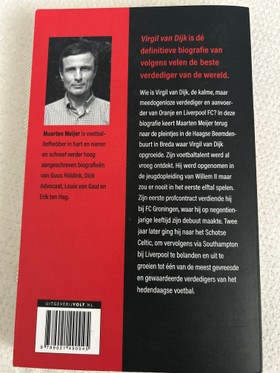 Virgil van Dijk is dé
definitieve biografie van
volgens velen de beste
verdediger van de wereld.
Wie is Virgil van Dijk, de kalme, maar
meedogenloze verdediger en aanvoer-
der van Oranje en Liverpool FC? In deze
biografie keert Maarten Meijer terug
naar de pleintjes in de Haagse Beemden-
buurt in Breda waar Virgil van Dijk
opgroeide. Zijn voetbaltalent werd al
vroeg ontdekt. Hij werd opgenomen in
de jeugdopleiding van Willem II maar
zou er nooit in het eerste elftal spelen.
Zijn eerste profcontract verdiende hij
bij FC Groningen, waar hij op negentien-
jarige leeftijd zijn debuut maakte. Twee
jaar later ging hij naar het Schotse
Celtic, om vervolgens via Southampton
bij Liverpool te belanden en uit te
groeien tot één van de meest gevreesde
en gewaardeerde verdedigers van het
hedendaagse voetbal.
Maarten Meijer is voetbal-
liefhebber in hart en nieren
en schreef eerder hoog
aangeschreven biografieën
van Guus Hiddink, Dick
Advocaat, Louis van Gaal en
Erik ten Hag.
UITGEVERIJVOLT.NL